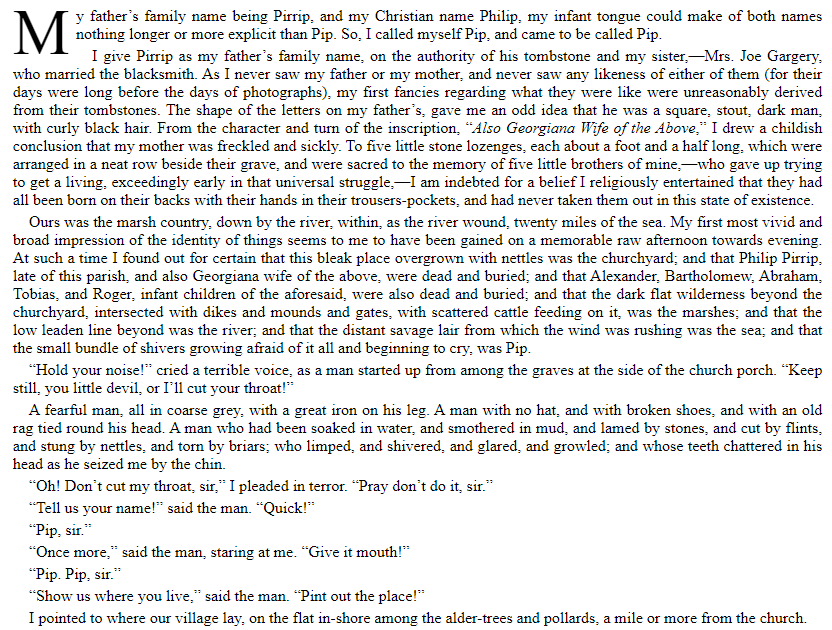 My father’s family name being Pirrip, and my Christian name Philip, my infant tongue could make of both names
nothing longer or more explicit than Pip. So, I called myself Pip, and came to be called Pip.
I give Pirrip as my father’s family name, on the authority of his tombstone and my sister,—Mrs. Joe Gargery,
who married the blacksmith. As I never saw my father or my mother, and never saw any likeness of either of them (for their
days were long before the days of photographs), my first fancies regarding what they were like were unreasonably derived
from their tombstones. The shape of the letters on my father’s, gave me an odd idea that he was a square, stout, dark man,
with curly black hair. From the character and turn of the inscription, “Also Georgiana Wife of the Above,” I drew a childish
conclusion that my mother was freckled and sickly. To five little stone lozenges, each about a foot and a half long, which were
arranged in a neat row beside their grave, and were sacred to the memory of five little brothers of mine,—who gave up trying
to get a living, exceedingly early in that universal struggle,—I am indebted for a belief I religiously entertained that they had
all been born on their backs with their hands in their trousers-pockets, and had never taken them out in this state of existence.
Ours was the marsh country, down by the river, within, as the river wound, twenty miles of the sea. My first most vivid and
broad impression of the identity of things seems to me to have been gained on a memorable raw afternoon towards evening.
At such a time I found out for certain that this bleak place overgrown with nettles was the churchyard; and that Philip Pirrip,
late of this parish, and also Georgiana wife of the above, were dead and buried; and that Alexander, Bartholomew, Abraham,
Tobias, and Roger, infant children of the aforesaid, were also dead and buried; and that the dark flat wilderness beyond the
churchyard, intersected with dikes and mounds and gates, with scattered cattle feeding on it, was the marshes; and that the
low leaden line beyond was the river; and that the distant savage lair from which the wind was rushing was the sea; and that
the small bundle of shivers growing afraid of it all and beginning to cry, was Pip.
“Hold your noise!” cried a terrible voice, as a man started up from among the graves at the side of the church porch. “Keep
still, you little devil, or I’ll cut your throat!”
A fearful man, all in coarse grey, with a great iron on his leg. A man with no hat, and with broken shoes, and with an old
rag tied round his head. A man who had been soaked in water, and smothered in mud, and lamed by stones, and cut by flints,
and stung by nettles, and torn by briars; who limped, and shivered, and glared, and growled; and whose teeth chattered in his
head as he seized me by the chin.
“Oh! Don’t cut my throat, sir,” I pleaded in terror. “Pray don’t do it, sir.”
“Tell us your name!” said the man. “Quick!”
“Pip, sir.”
“Once more,” said the man, staring at me. “Give it mouth!”
“Pip. Pip, sir.”
“Show us where you live,” said the man. “Pint out the place!”
I pointed to where our village lay, on the flat in-shore among the alder-trees and pollards, a mile or more from the church.